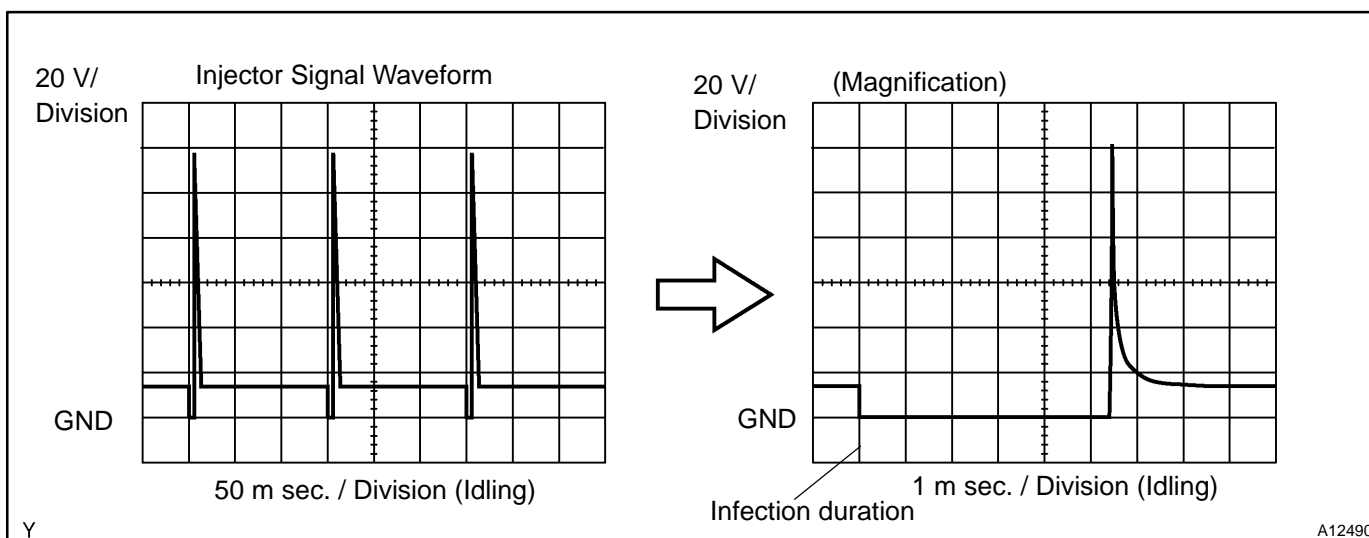 20 V/
Division
Injector Signal Waveform
GND
50 m sec. / Division (Idling)
20 V/
Division
(Magnification)
GND
Infection duration
1 m sec. / Division (Idling)
Y
A12490